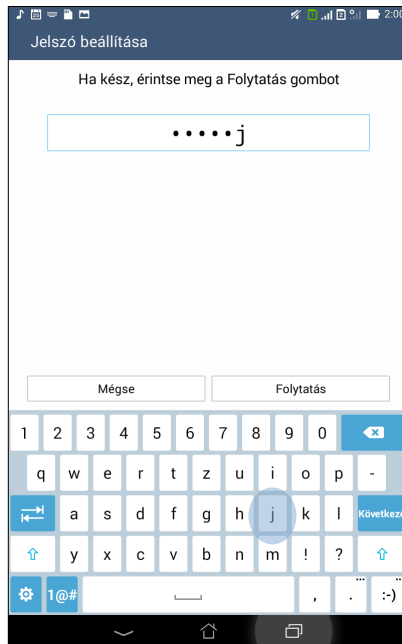 2:00
Jelszó beállítása
Ha kész, érintse meg a Folytatás gombot
•••••j
Mégse Folytatás
1 2 3 4 5 6 7 8 9 0
q w e r t z u i o p -
a s d f g h j k l Következő
y x c v b n m ! ?
1@# , . :-)